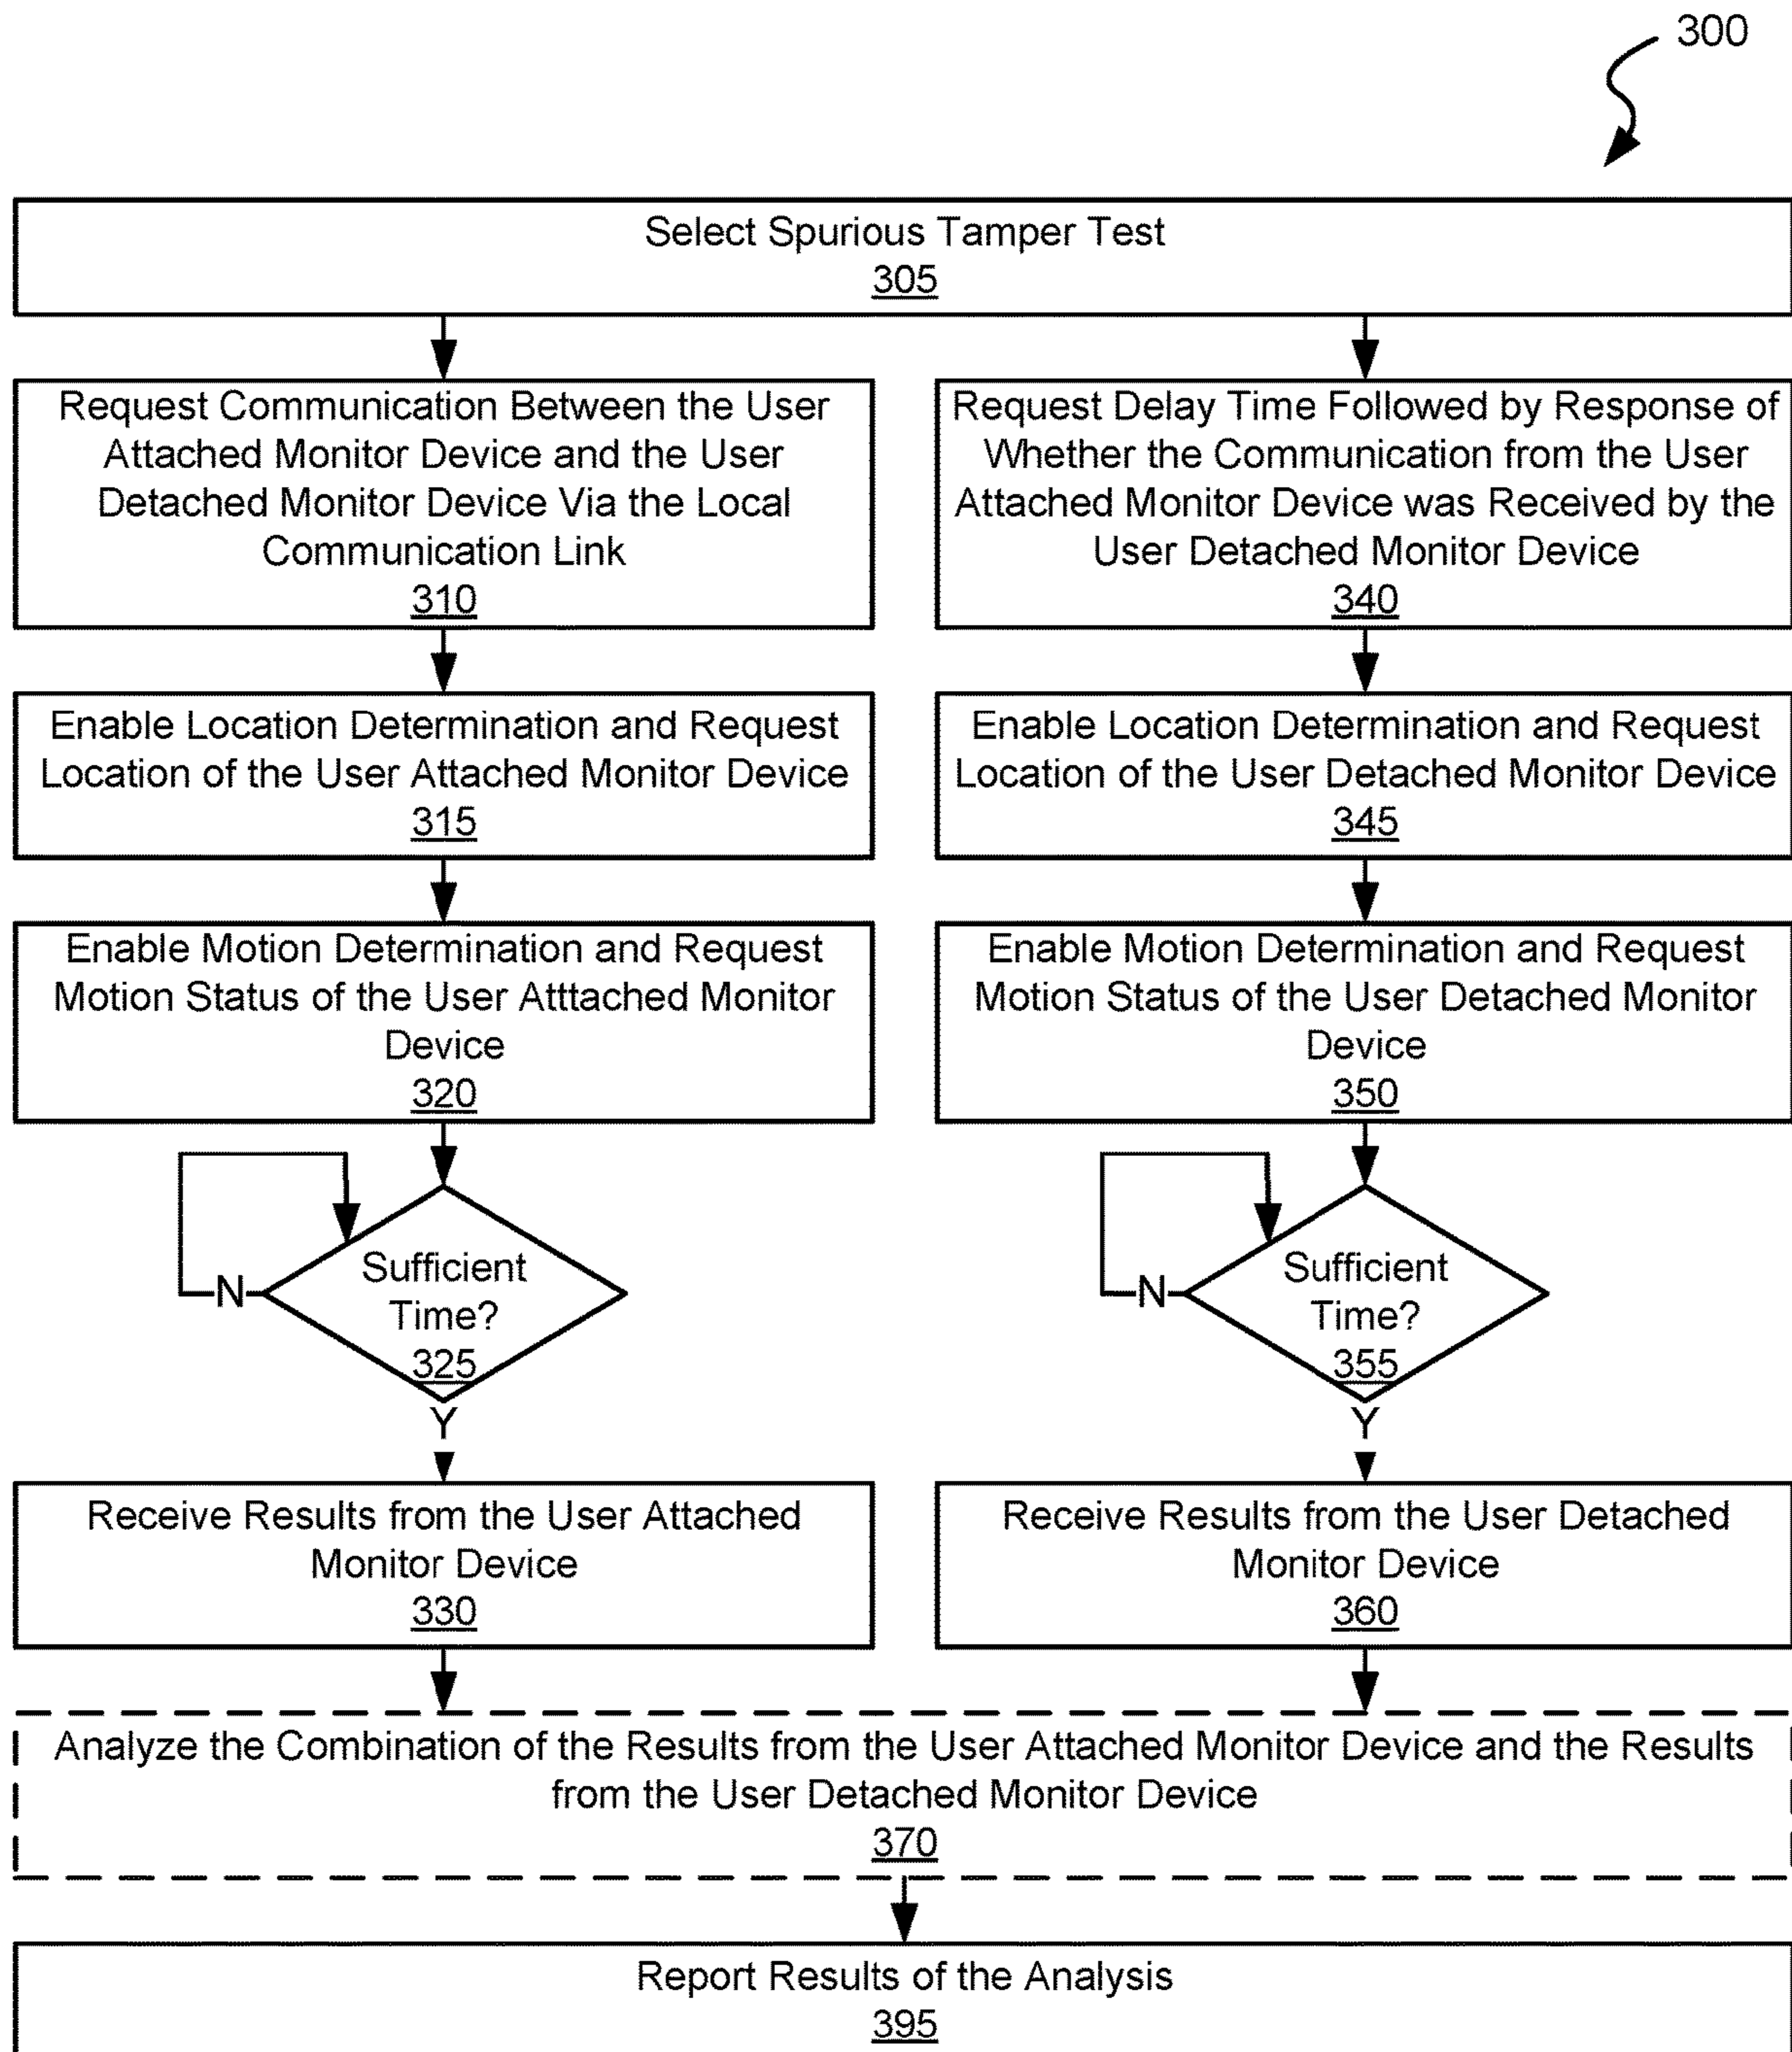 300
Select Spurious Tamper Test
305
Request Communication Between the User
Attached Monitor Device and the User
Detached Monitor Device Via the Local
Communication Link
310
Request Delay Time Followed by Response of
Whether the Communication from the User
Attached Monitor Device was Received by the
User Detached Monitor Device
340
Enable Location Determination and Request
Location of the User Attached Monitor Device
315
Enable Location Determination and Request
Location of the User Detached Monitor Device
345
Enable Motion Determination and Request
Motion Status of the User Atttached Monitor
Device
320
Enable Motion Determination and Request
Motion Status of the User Detached Monitor
Device
350
Sufficient
Time?
325
N
Y
Sufficient
Time?
355
N
Y
Receive Results from the User Attached
Monitor Device
330
Receive Results from the User Detached
Monitor Device
360
Analyze the Combination of the Results from the User Attached Monitor Device and the Results
from the User Detached Monitor Device
370
Report Results of the Analysis
395